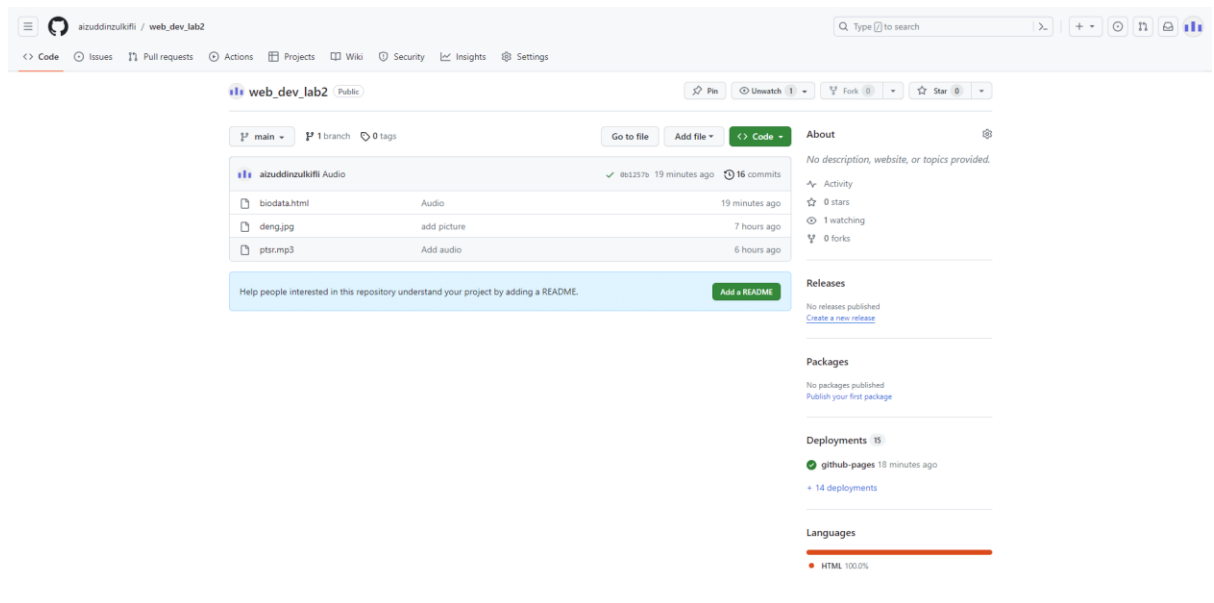 aizuddinzulkifli / web_dev_lab2
Type / to search
Code Issues Pull requests Actions Projects Wiki Security Insights Settings
web_dev_lab2 Public
Pin Unwatch 1 Fork 0 Star 0
main 1 branch 0 tags
Go to file Add file Code
aizuddinzulkifli Audio 0b1257b 19 minutes ago 16 commits
biodata.html Audio 19 minutes ago
deng.jpg add picture 7 hours ago
ptsr.mp3 Add audio 6 hours ago
Help people interested in this repository understand your project by adding a README. Add a README
About
No description, website, or topics provided.
Activity
0 stars
1 watching
0 forks
Releases
No releases published
Create a new release
Packages
No packages published
Publish your first package
Deployments 15
github-pages 18 minutes ago
+ 14 deployments
Languages
HTML 100.0%